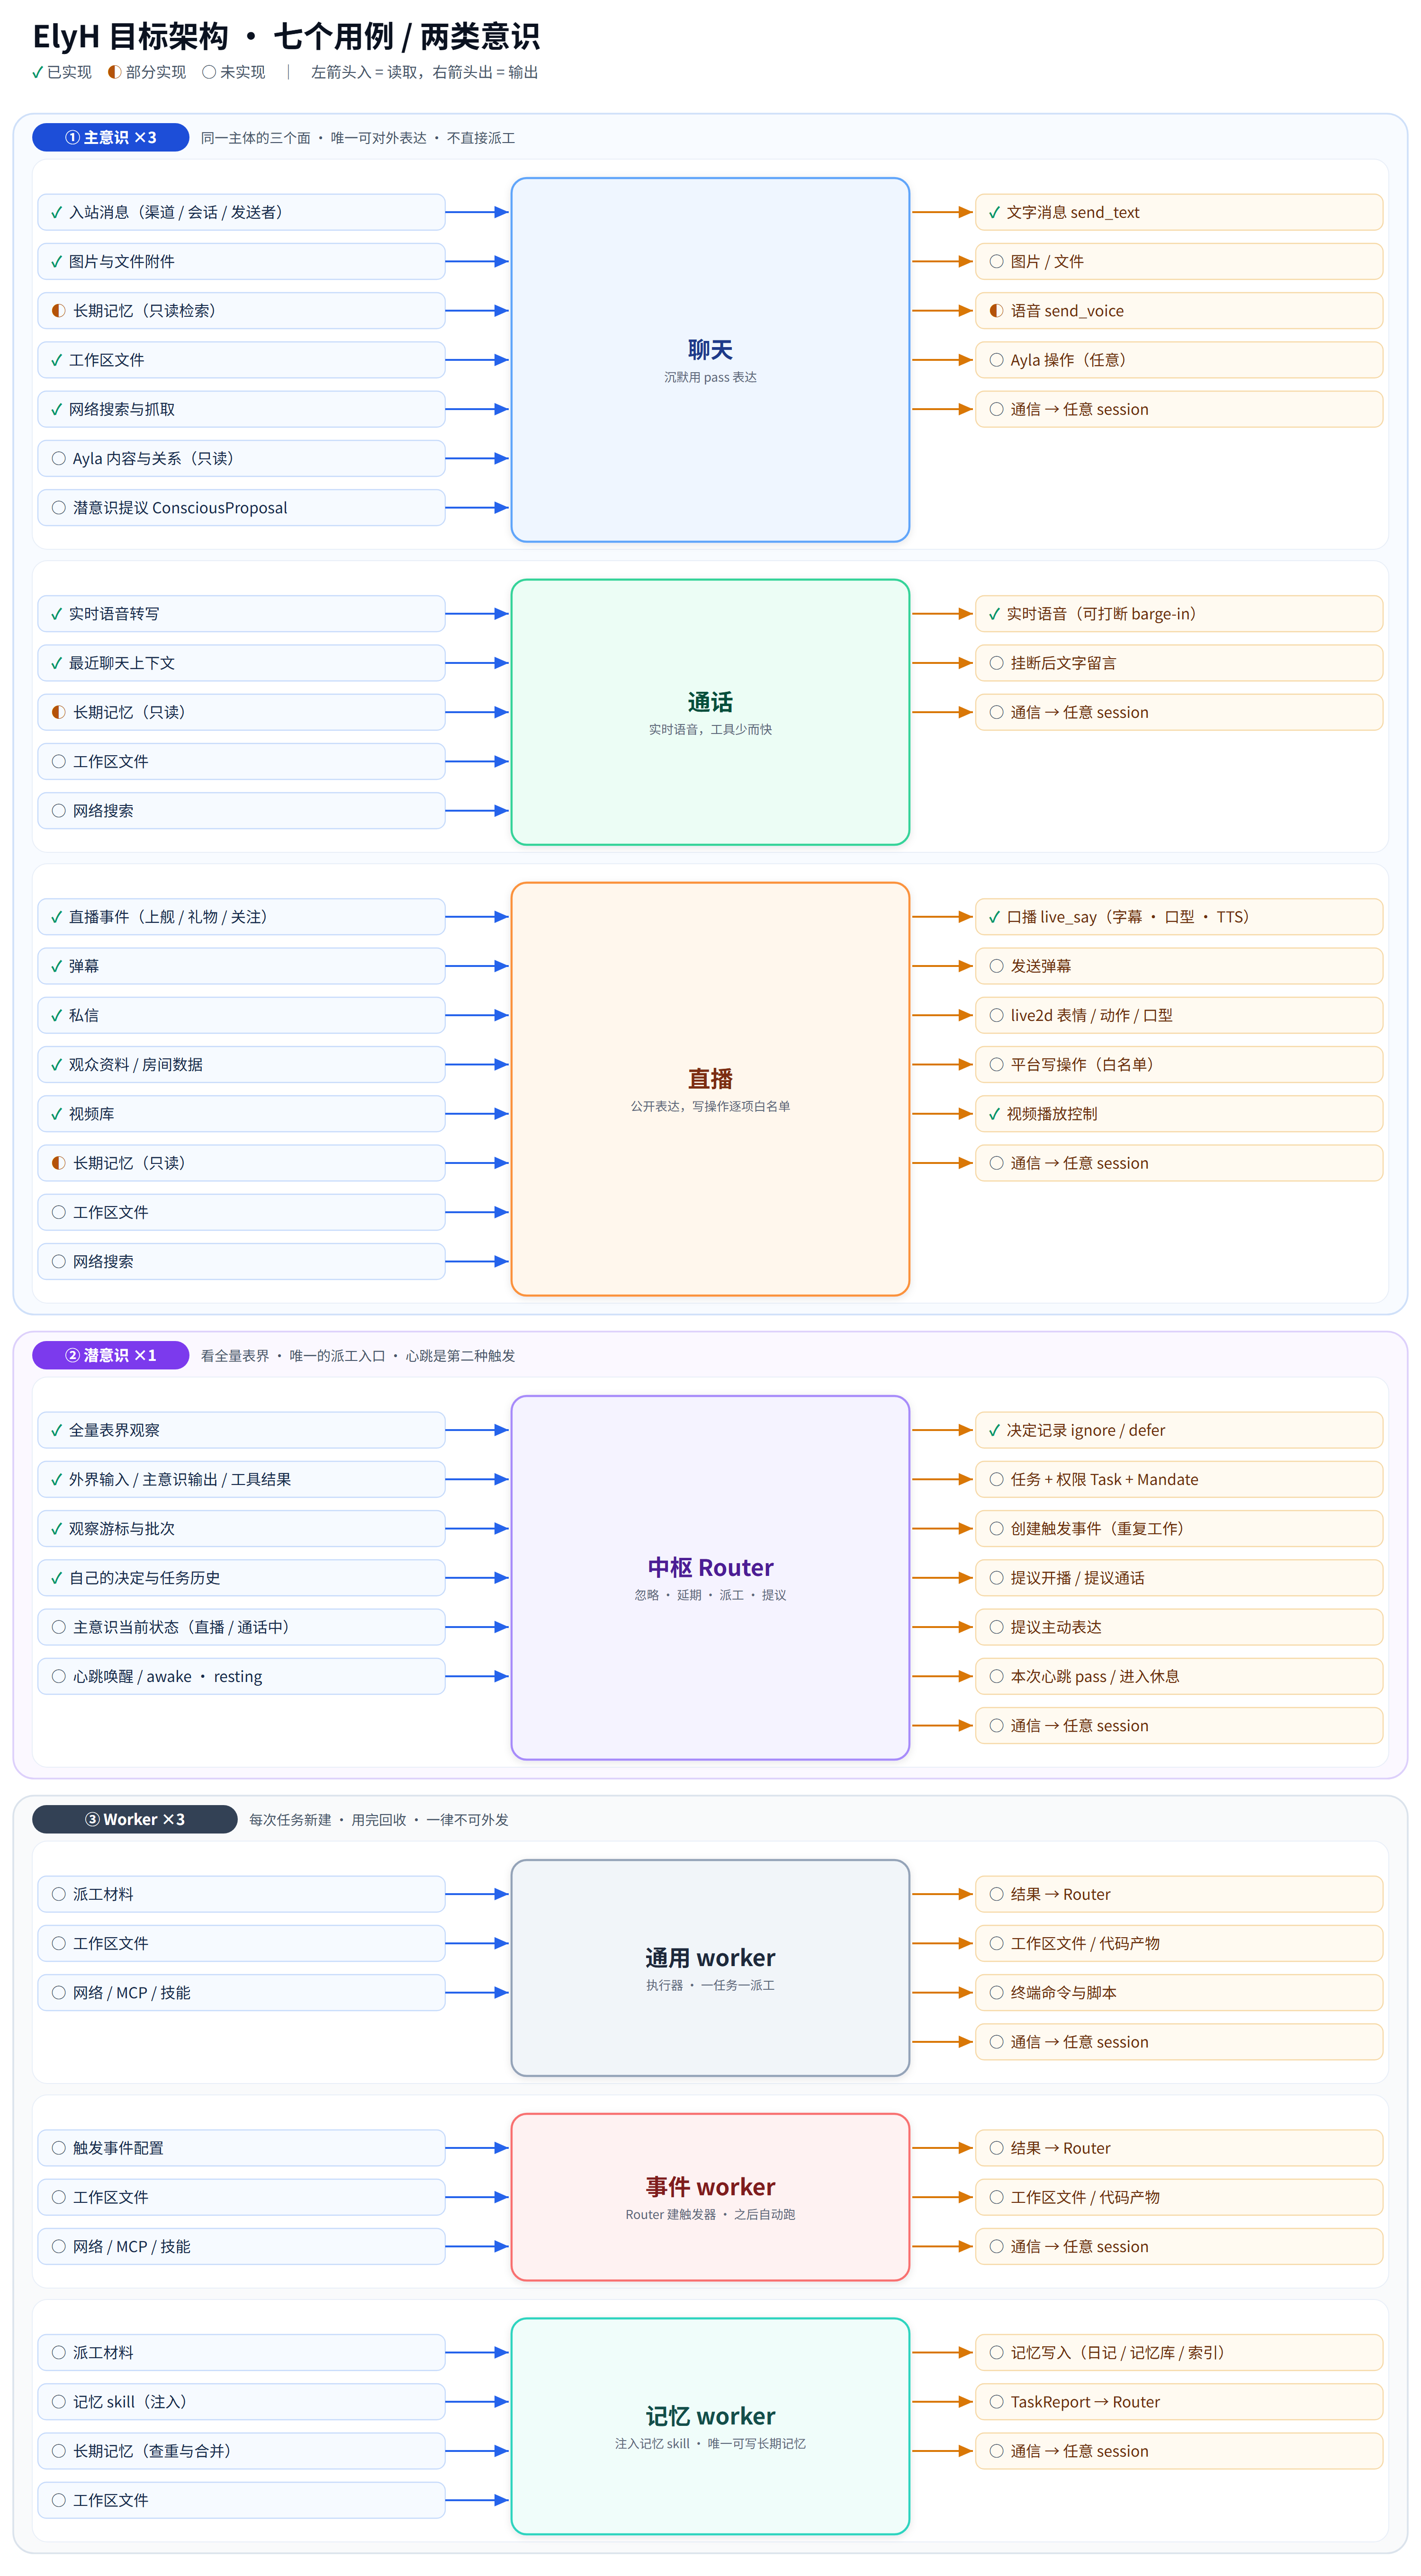 ElyH 目标架构 · 七个用例 / 两类意识
✓ 已实现 ◐ 部分实现 ○ 未实现 ｜ 左箭头入 = 读取，右箭头出 = 输出
① 主意识 ×3
同一主体的三个面 · 唯一可对外表达 · 不直接派工
✓ 入站消息（渠道 / 会话 / 发送者）
✓ 图片与文件附件
◐ 长期记忆（只读检索）
✓ 工作区文件
✓ 网络搜索与抓取
○ Ayla 内容与关系（只读）
○ 潜意识提议 ConsciousProposal
聊天
沉默用 pass 表达
✓ 文字消息 send_text
○ 图片 / 文件
◐ 语音 send_voice
○ Ayla 操作（任意）
○ 通信 → 任意 session
✓ 实时语音转写
✓ 最近聊天上下文
◐ 长期记忆（只读）
○ 工作区文件
○ 网络搜索
通话
实时语音，工具少而快
✓ 实时语音（可打断 barge-in）
○ 挂断后文字留言
○ 通信 → 任意 session
✓ 直播事件（上舰 / 礼物 / 关注）
✓ 弹幕
✓ 私信
✓ 观众资料 / 房间数据
✓ 视频库
◐ 长期记忆（只读）
○ 工作区文件
○ 网络搜索
直播
公开表达，写操作逐项白名单
✓ 口播 live_say（字幕 · 口型 · TTS）
○ 发送弹幕
○ live2d 表情 / 动作 / 口型
○ 平台写操作（白名单）
✓ 视频播放控制
○ 通信 → 任意 session
② 潜意识 ×1
看全量表界 · 唯一的派工入口 · 心跳是第二种触发
✓ 全量表界观察
✓ 外界输入 / 主意识输出 / 工具结果
✓ 观察游标与批次
✓ 自己的决定与任务历史
○ 主意识当前状态（直播 / 通话中）
○ 心跳唤醒 / awake · resting
中枢 Router
忽略 · 延期 · 派工 · 提议
✓ 决定记录 ignore / defer
○ 任务 + 权限 Task + Mandate
○ 创建触发事件（重复工作）
○ 提议开播 / 提议通话
○ 提议主动表达
○ 本次心跳 pass / 进入休息
○ 通信 → 任意 session
③ Worker ×3
每次任务新建 · 用完回收 · 一律不可外发
○ 派工材料
○ 工作区文件
○ 网络 / MCP / 技能
通用 worker
执行器 · 一任务一派工
○ 结果 → Router
○ 工作区文件 / 代码产物
○ 终端命令与脚本
○ 通信 → 任意 session
○ 触发事件配置
○ 工作区文件
○ 网络 / MCP / 技能
事件 worker
Router 建触发器 · 之后自动跑
○ 结果 → Router
○ 工作区文件 / 代码产物
○ 通信 → 任意 session
○ 派工材料
○ 记忆 skill（注入）
○ 长期记忆（查重与合并）
○ 工作区文件
记忆 worker
注入记忆 skill · 唯一可写长期记忆
○ 记忆写入（日记 / 记忆库 / 索引）
○ TaskReport → Router
○ 通信 → 任意 session